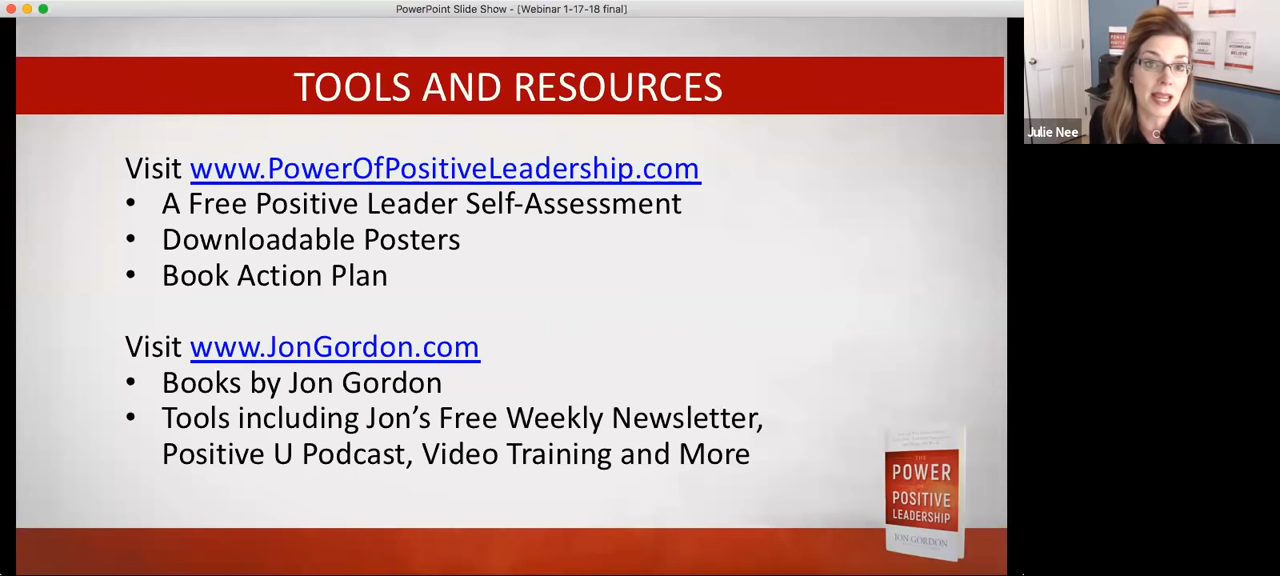 PowerPoint Slide Show - [Webinar 1-17-18 final]
TOOLS AND RESOURCES
Visit www.PowerOfPositiveLeadership.com
• A Free Positive Leader Self-Assessment
• Downloadable Posters
• Book Action Plan
Visit www.JonGordon.com
• Books by Jon Gordon
• Tools including Jon’s Free Weekly Newsletter,
Positive U Podcast, Video Training and More
THE
POWER
POSITIVE
LEADERSHIP
JON GORDON
Julie Nee